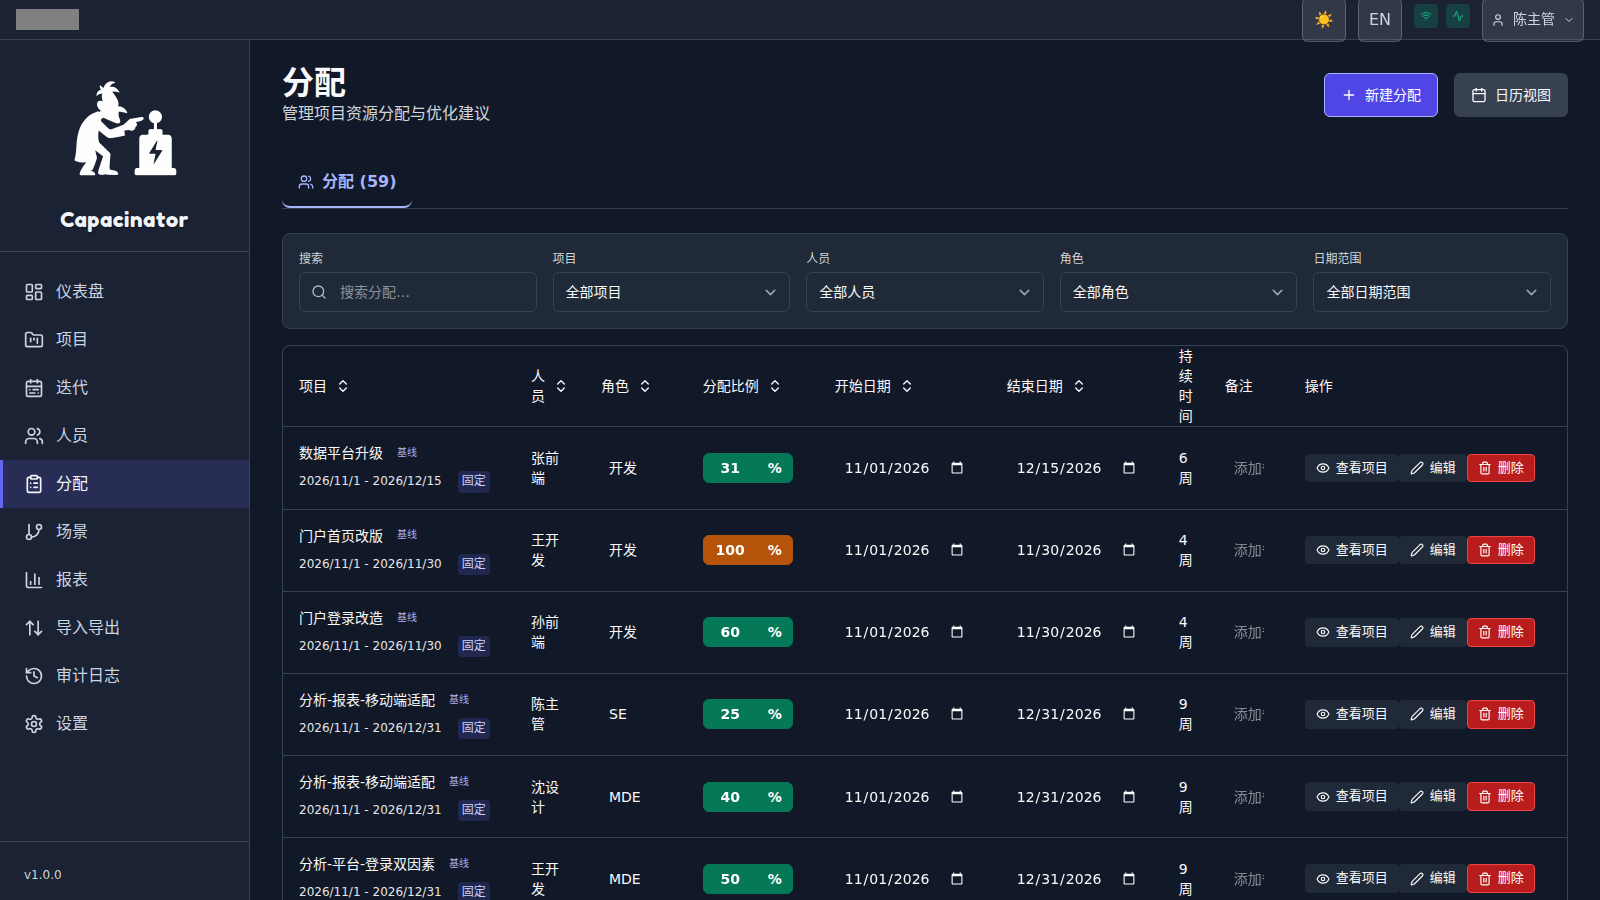 EN
陈主管
Capacinator
仪表盘
项目
迭代
人员
分配
场景
报表
导入导出
审计日志
设置
v1.0.0
分配
管理项目资源分配与优化建议
新建分配
日历视图
分配 (59)
搜索 项目 人员 角色 日期范围
搜索分配... 全部项目 全部人员 全部角色 全部日期范围
项目 人员 角色 分配比例 开始日期 结束日期 持续时间 备注 操作
数据平台升级 基线
2026/11/1 - 2026/12/15 固定
张前端 开发 31 % 11/01/2026 12/15/2026 6周 添加 查看项目 编辑 删除
门户首页改版 基线
2026/11/1 - 2026/11/30 固定
王开发 开发 100 % 11/01/2026 11/30/2026 4周 添加 查看项目 编辑 删除
门户登录改造 基线
2026/11/1 - 2026/11/30 固定
孙前端 开发 60 % 11/01/2026 11/30/2026 4周 添加 查看项目 编辑 删除
分析-报表-移动端适配 基线
2026/11/1 - 2026/12/31 固定
陈主管 SE 25 % 11/01/2026 12/31/2026 9周 添加 查看项目 编辑 删除
分析-报表-移动端适配 基线
2026/11/1 - 2026/12/31 固定
沈设计 MDE 40 % 11/01/2026 12/31/2026 9周 添加 查看项目 编辑 删除
分析-平台-登录双因素 基线
2026/11/1 - 2026/12/31 固定
王开发 MDE 50 % 11/01/2026 12/31/2026 9周 添加 查看项目 编辑 删除